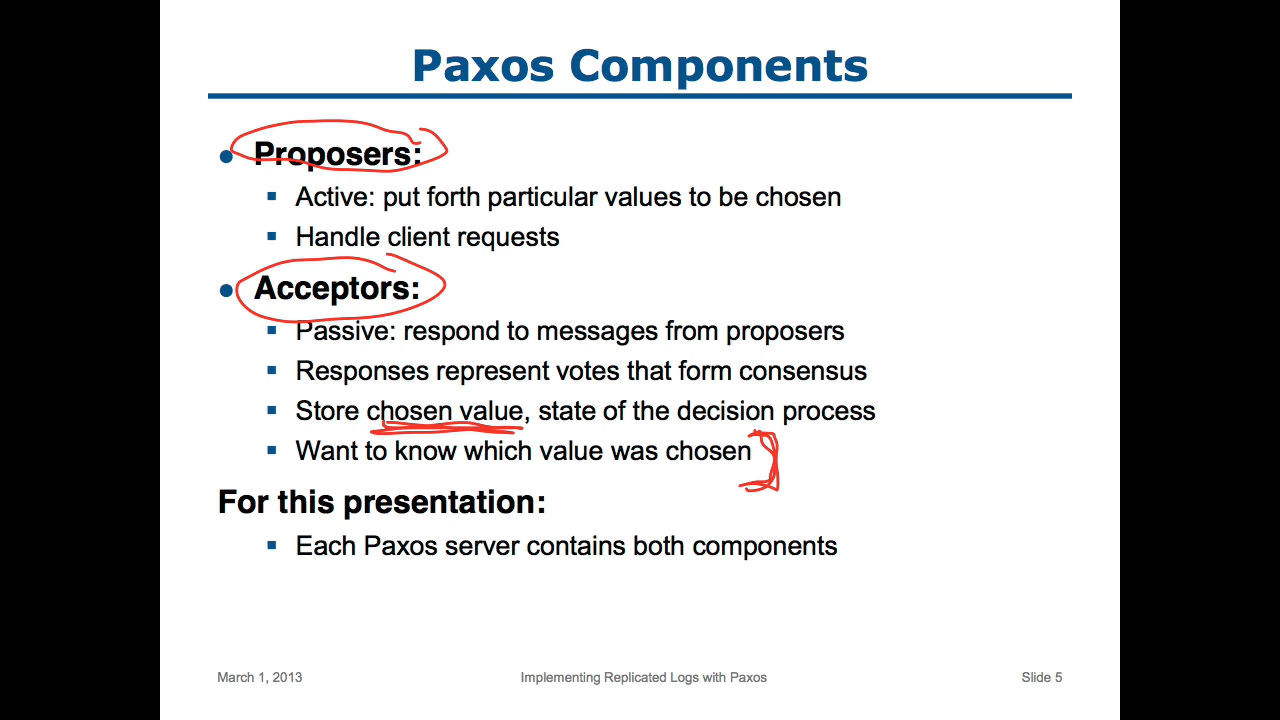 Paxos Components
• Proposers:
▪ Active: put forth particular values to be chosen
▪ Handle client requests
• Acceptors:
▪ Passive: respond to messages from proposers
▪ Responses represent votes that form consensus
▪ Store chosen value, state of the decision process
▪ Want to know which value was chosen
For this presentation:
▪ Each Paxos server contains both components
March 1, 2013 Implementing Replicated Logs with Paxos Slide 5